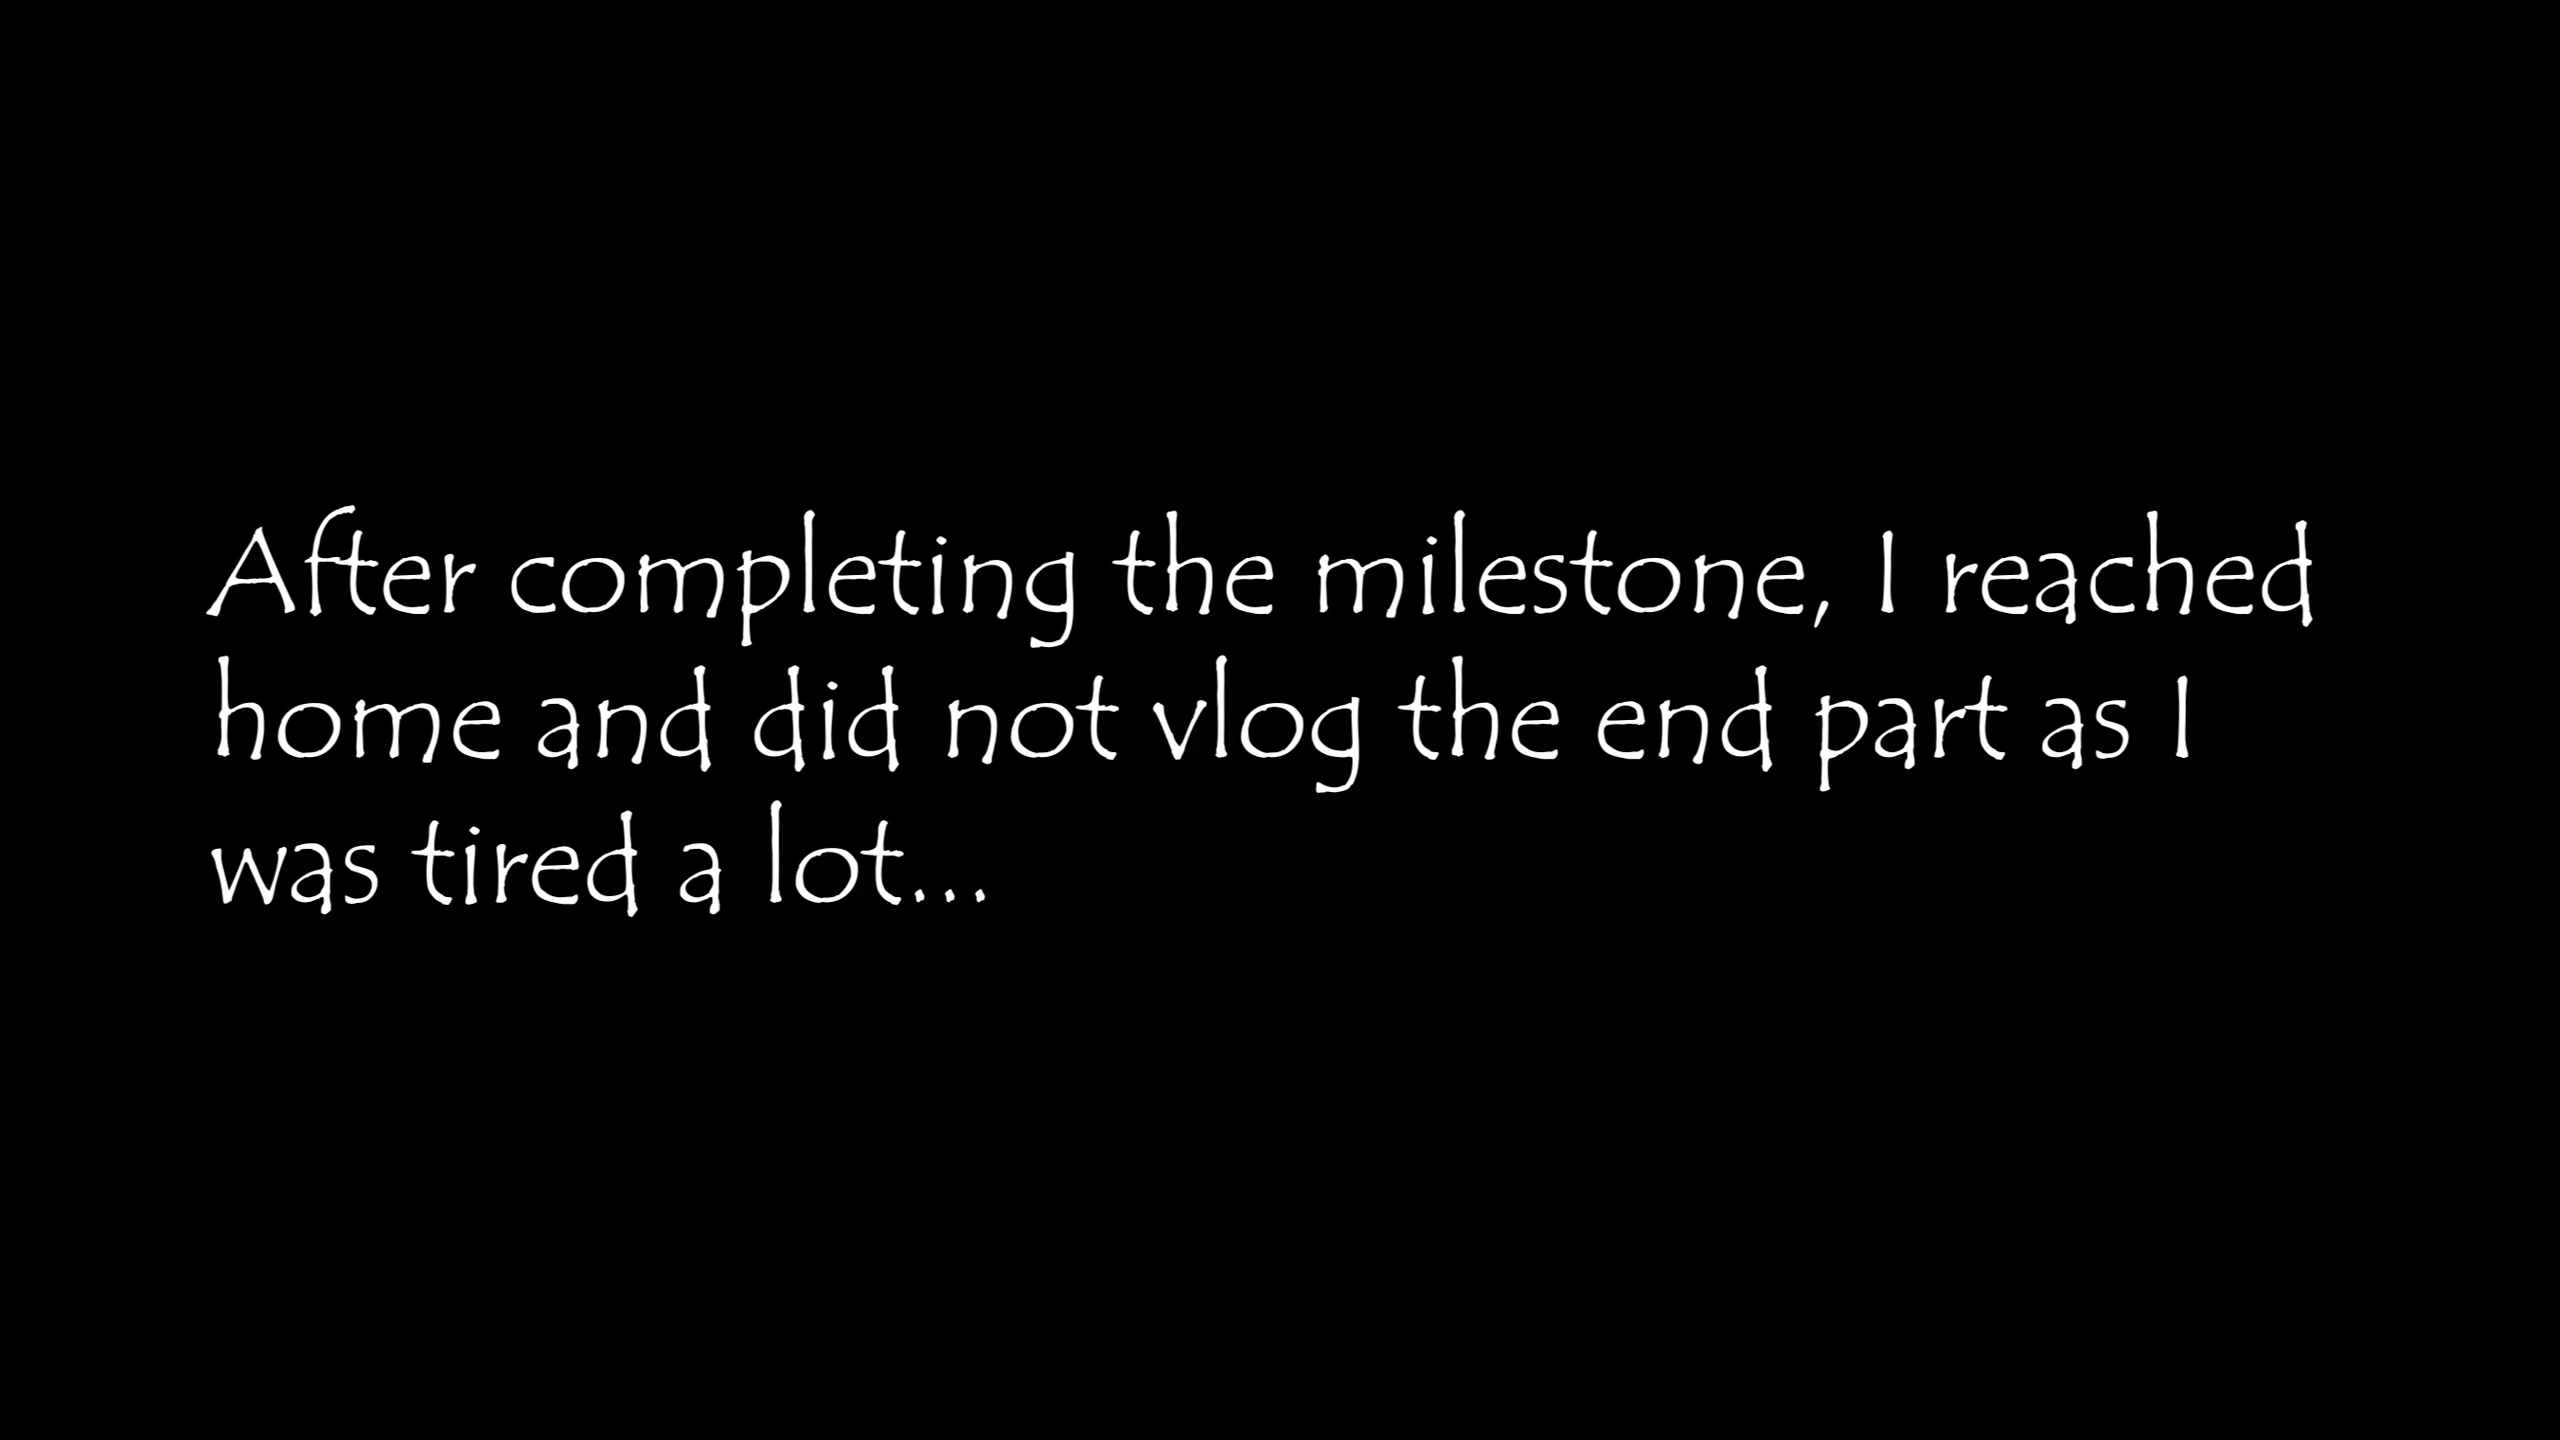 After completing the milestone, I reached
home and did not vlog the end part as I
was tired a lot...